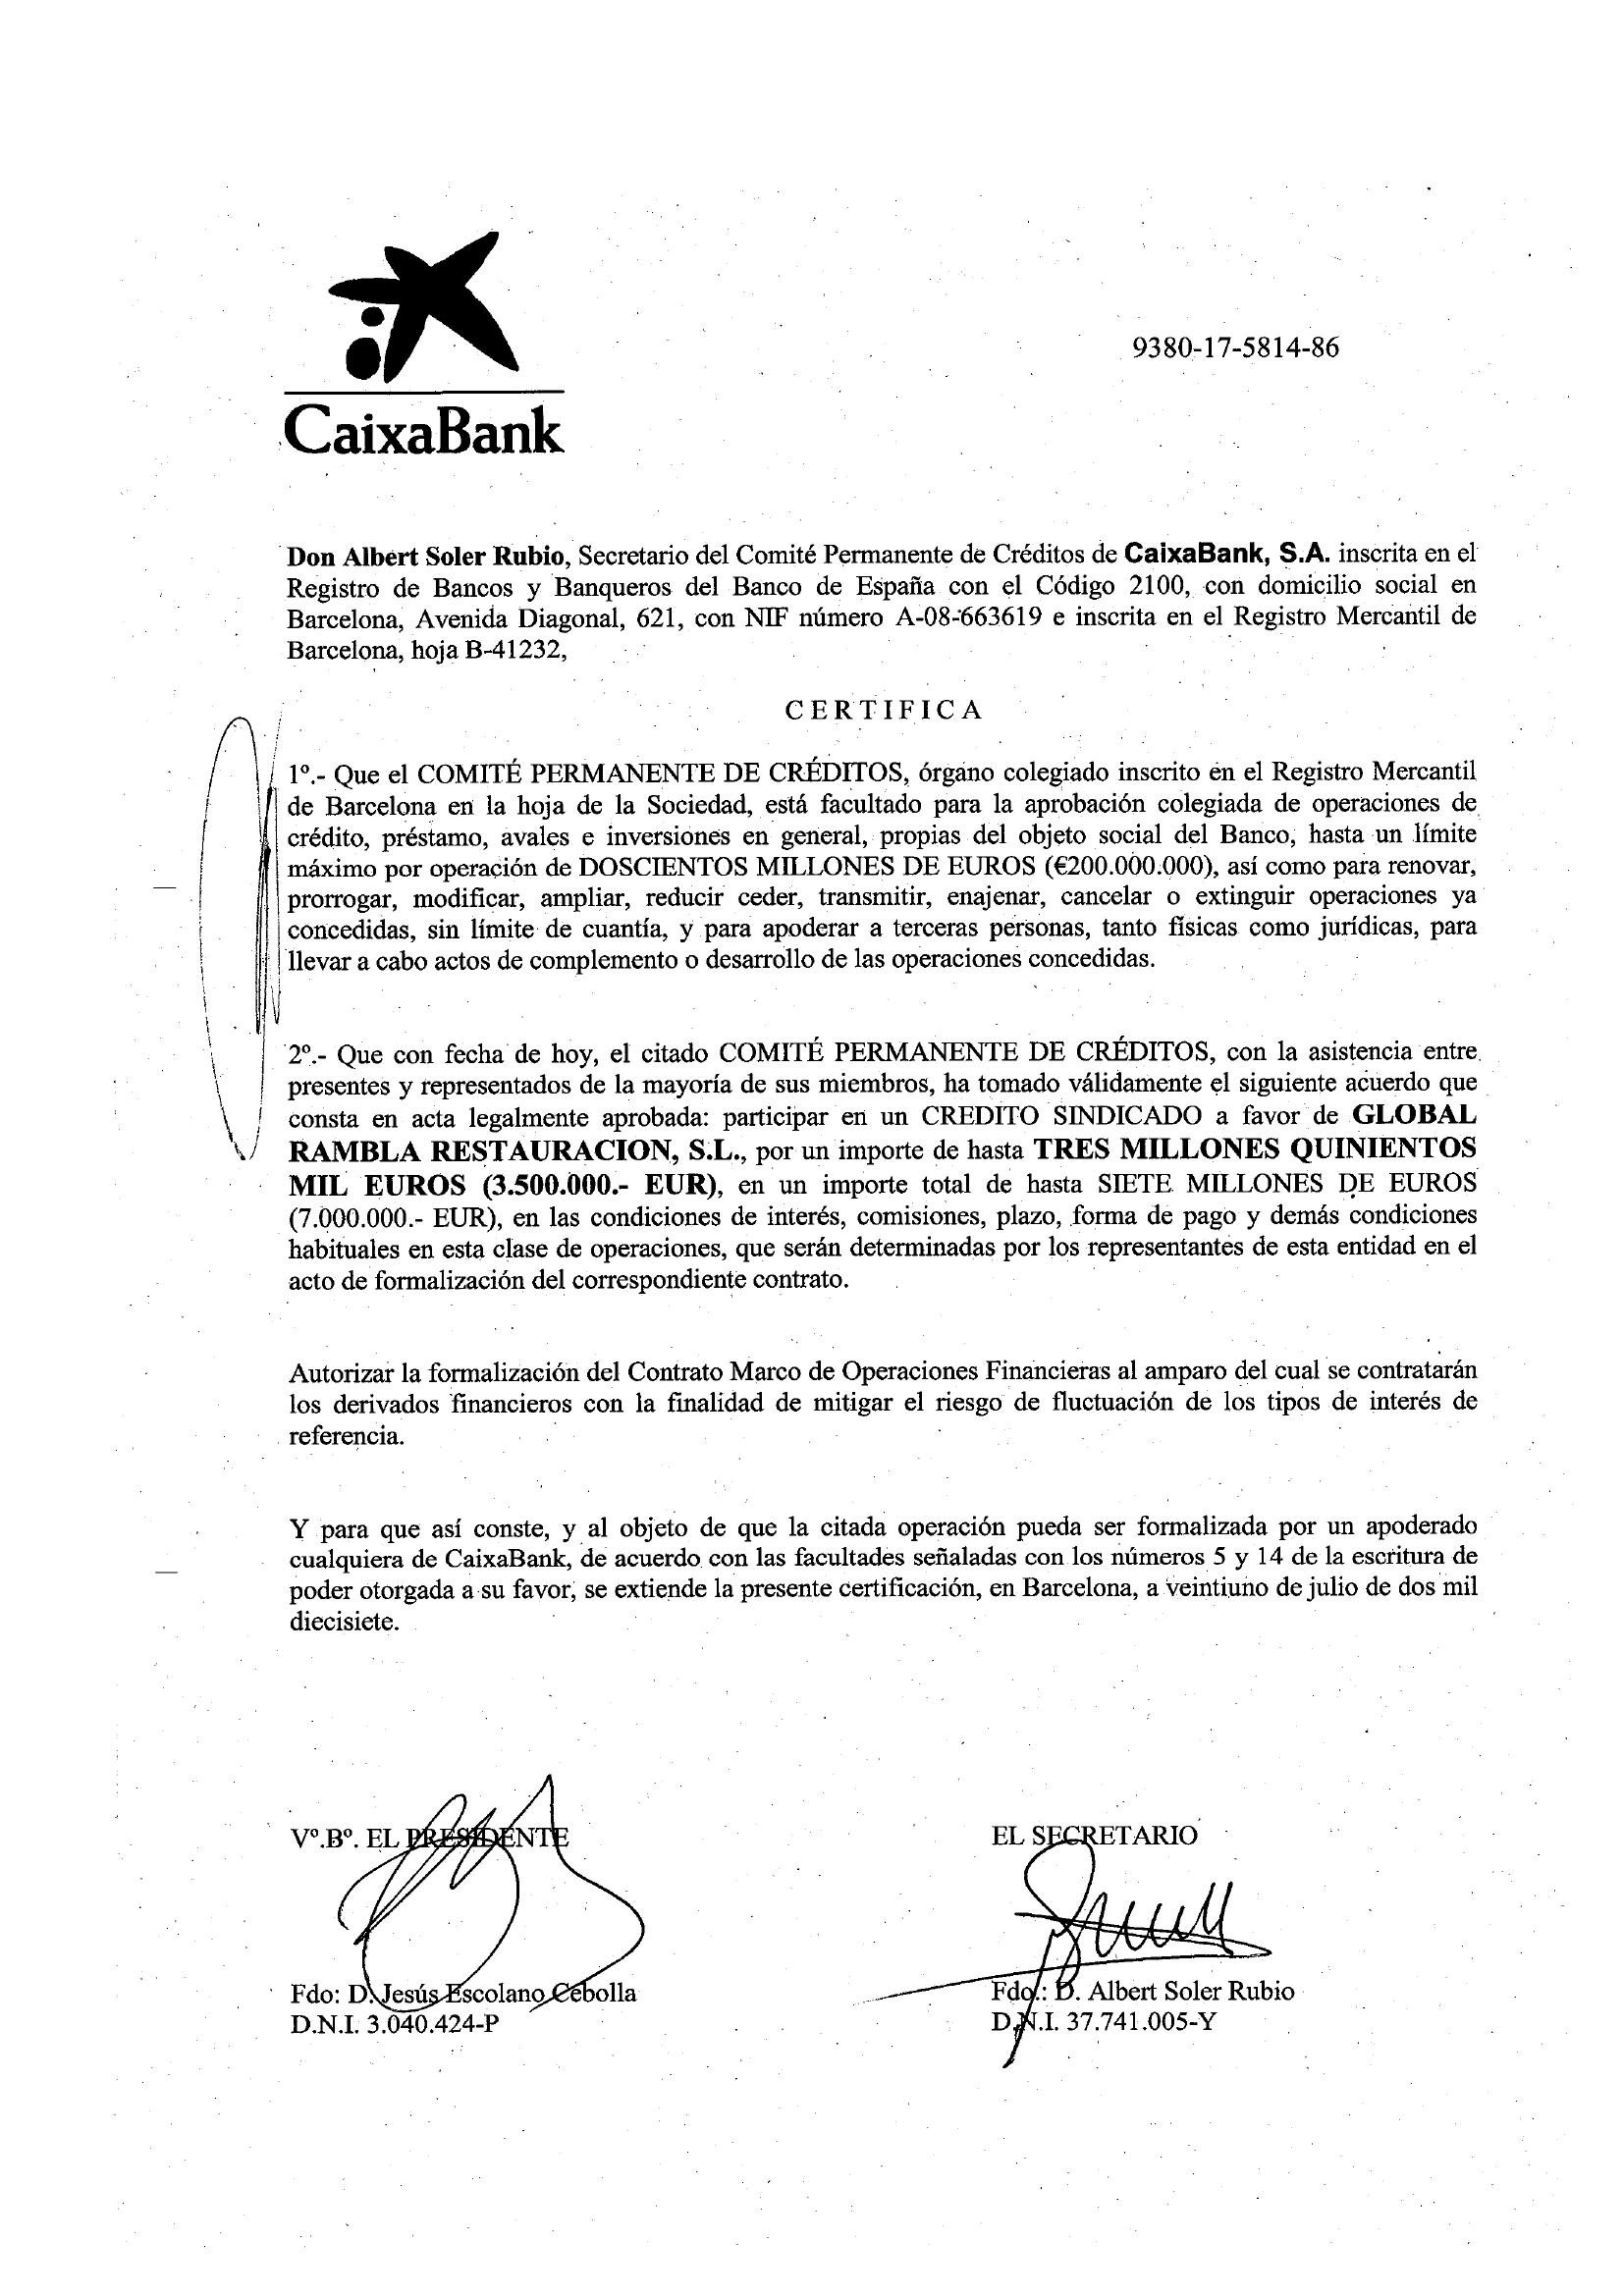 9380-17-5814-86
CaixaBank
Don Albert Soler Rubio, Secretario del Comité Permanente de Créditos de CaixaBank, S.A. inscrita en el
Registro de Bancos y Banqueros del Banco de España con el Código 2100, con domicilio social en
Barcelona, Avenida Diagonal, 621, con NIF número A-08-663619 e inscrita en el Registro Mercantil de
Barcelona, hoja B-41232,
CERTIFICA
1º.- Que el COMITÉ PERMANENTE DE CRÉDITOS, órgano colegiado inscrito en el Registro Mercantil
de Barcelona en la hoja de la Sociedad, está facultado para la aprobación colegiada de operaciones de
crédito, préstamo, avales e inversiones en general, propias del objeto social del Banco, hasta un límite
máximo por operación de DOSCIENTOS MILLONES DE EUROS (€200.000.000), así como para renovar,
prorrogar, modificar, ampliar, reducir ceder, transmitir, enajenar, cancelar o extinguir operaciones ya
concedidas, sin límite de cuantía, y para apoderar a terceras personas, tanto físicas como jurídicas, para
llevar a cabo actos de complemento o desarrollo de las operaciones concedidas.
2º.- Que con fecha de hoy, el citado COMITÉ PERMANENTE DE CRÉDITOS, con la asistencia entre
presentes y representados de la mayoría de sus miembros, ha tomado válidamente el siguiente acuerdo que
consta en acta legalmente aprobada: participar en un CREDITO SINDICADO a favor de GLOBAL
RAMBLA RESTAURACION, S.L., por un importe de hasta TRES MILLONES QUINIENTOS
MIL EUROS (3.500.000.- EUR), en un importe total de hasta SIETE MILLONES DE EUROS
(7.000.000.- EUR), en las condiciones de interés, comisiones, plazo, forma de pago y demás condiciones
habituales en esta clase de operaciones, que serán determinadas por los representantes de esta entidad en el
acto de formalización del correspondiente contrato.
Autorizar la formalización del Contrato Marco de Operaciones Financieras al amparo del cual se contratarán
los derivados financieros con la finalidad de mitigar el riesgo de fluctuación de los tipos de interés de
referencia.
Y para que así conste, y al objeto de que la citada operación pueda ser formalizada por un apoderado
cualquiera de CaixaBank, de acuerdo con las facultades señaladas con los números 5 y 14 de la escritura de
poder otorgada a su favor, se extiende la presente certificación, en Barcelona, a veintiuno de julio de dos mil
diecisiete.
Vº.Bº. EL PRESIDENTE
EL SECRETARIO
Fdo: D. Jesús Escolano Cebolla
D.N.I. 3.040.424-P
Fdo.: D. Albert Soler Rubio
D.N.I. 37.741.005-Y